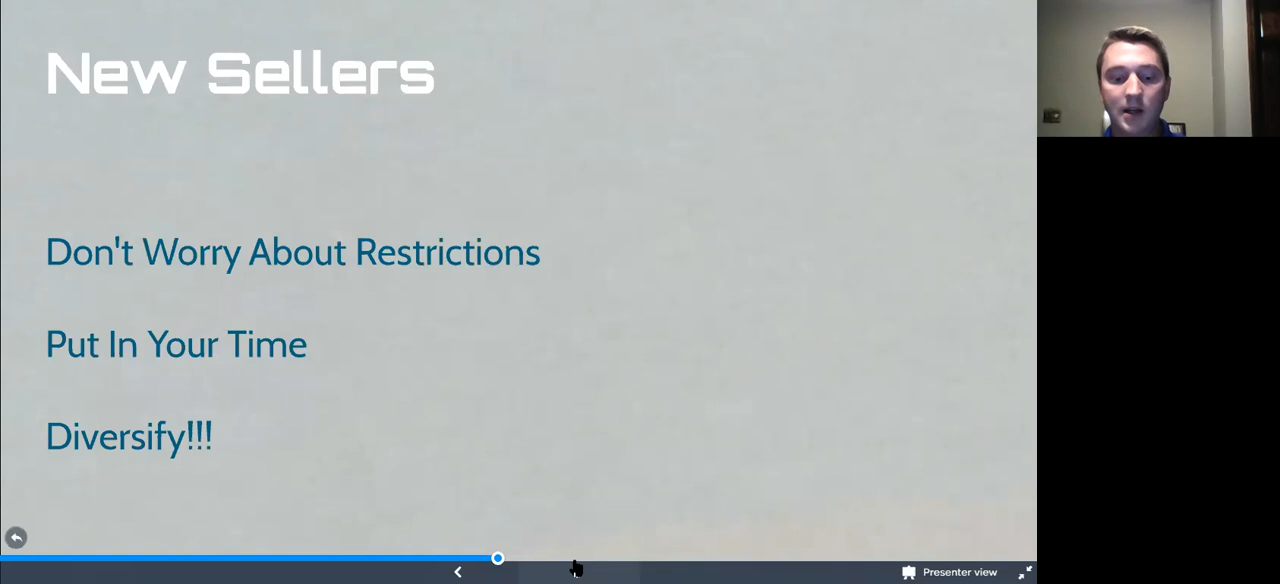 New Sellers
Don't Worry About Restrictions
Put In Your Time
Diversify!!!
Presenter view